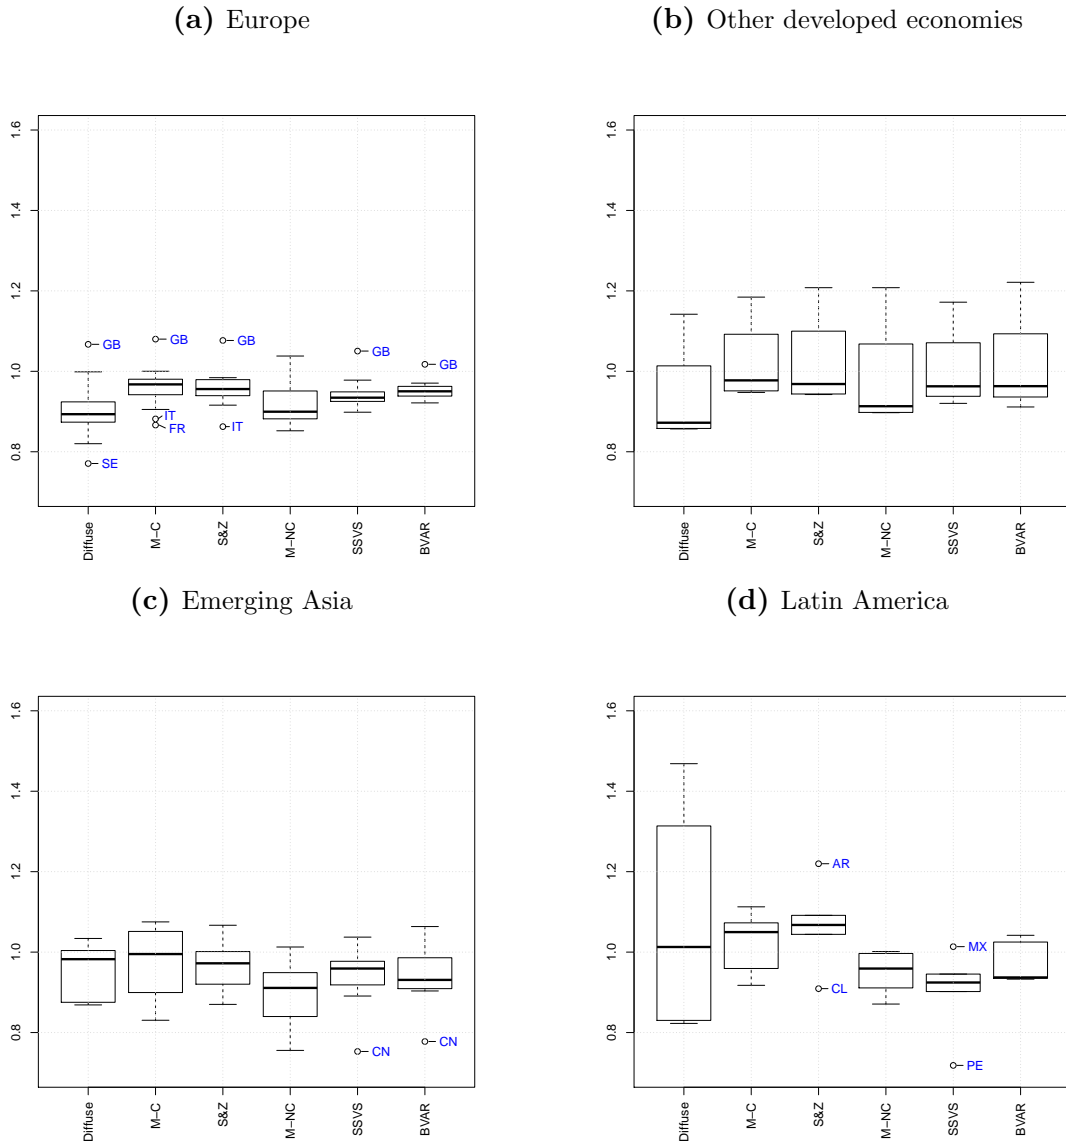 (a) Europe
(b) Other developed economies
1.6
1.4
1.2
1.0
0.8
GB
SE
GB
IT
FR
GB
IT
GB
GB
Diffuse
M−C
S&Z
M−NC
SSVS
BVAR
1.6
1.4
1.2
1.0
0.8
Diffuse
M−C
S&Z
M−NC
SSVS
BVAR
(c) Emerging Asia
(d) Latin America
1.6
1.4
1.2
1.0
0.8
CN
CN
Diffuse
M−C
S&Z
M−NC
SSVS
BVAR
1.6
1.4
1.2
1.0
0.8
AR
CL
MX
PE
Diffuse
M−C
S&Z
M−NC
SSVS
BVAR